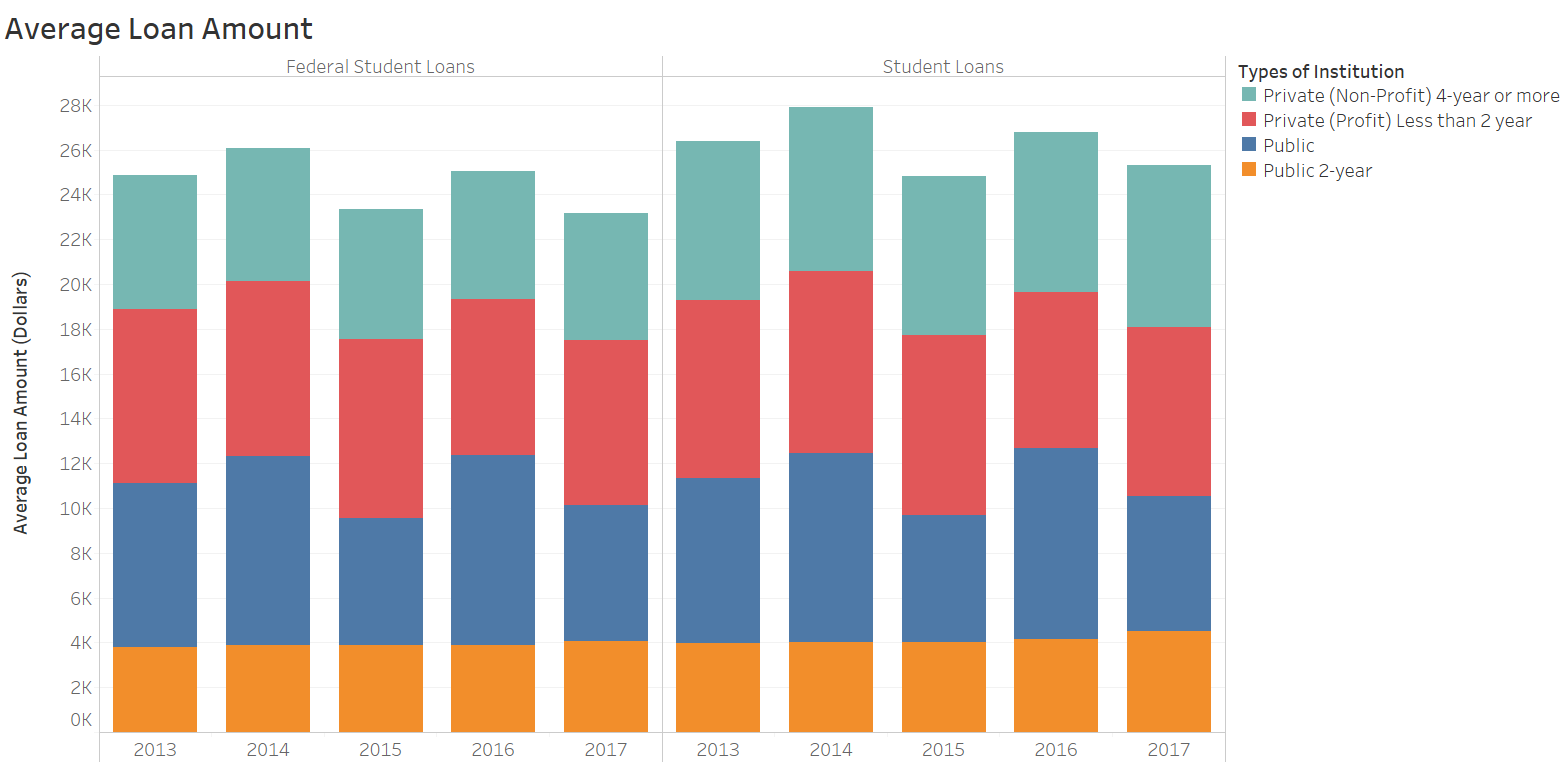 Average Loan Amount
Federal Student Loans
Student Loans
Average Loan Amount (Dollars)
28K
26K
24K
22K
20K
18K
16K
14K
12K
10K
8K
6K
4K
2K
0K
2013 2014 2015 2016 2017 2013 2014 2015 2016 2017
Types of Institution
Private (Non-Profit) 4-year or more
Private (Profit) Less than 2 year
Public
Public 2-year